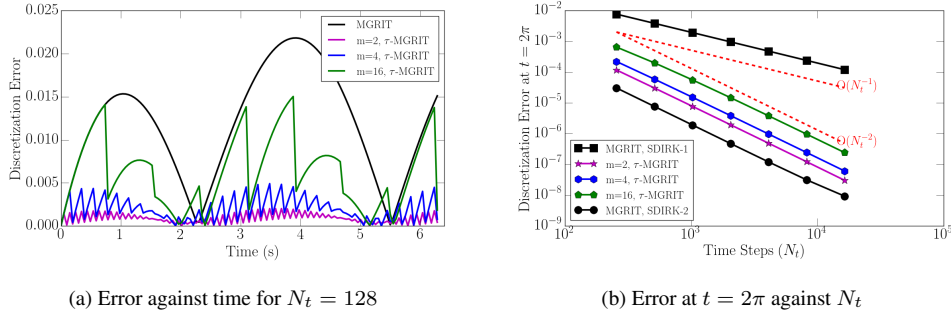 0.025
0.020
0.015
0.010
0.005
0.000
Discretization Error
MGRIT
m=2, τ-MGRIT
m=4, τ-MGRIT
m=16, τ-MGRIT
0 1 2 3 4 5 6
Time (s)
(a) Error against time for N_t = 128
10^-2
10^-3
10^-4
10^-5
10^-6
10^-7
10^-8
10^-9
Discretization Error at t = 2π
O(N_t^-1)
O(N_t^-2)
MGRIT, SDIRK-1
m=2, τ-MGRIT
m=4, τ-MGRIT
m=16, τ-MGRIT
MGRIT, SDIRK-2
10^2 10^3 10^4 10^5
Time Steps (N_t)
(b) Error at t = 2π against N_t